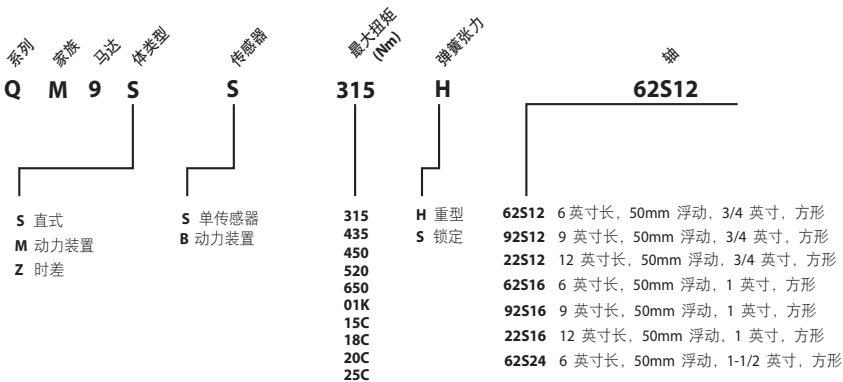 系列 家族 马达 体类型 传感器 最大扭矩 (Nm) 弹簧张力 轴
Q M 9 S S 315 H 62S12
S 直式
M 动力装置
Z 时差
S 单传感器
B 动力装置
315
435
450
520
650
01K
15C
18C
20C
25C
H 重型
S 锁定
62S12 6 英寸长，50mm 浮动，3/4 英寸，方形
92S12 9 英寸长，50mm 浮动，3/4 英寸，方形
22S12 12 英寸长，50mm 浮动，3/4 英寸，方形
62S16 6 英寸长，50mm 浮动，1 英寸，方形
92S16 9 英寸长，50mm 浮动，1 英寸，方形
22S16 12 英寸长，50mm 浮动，1 英寸，方形
62S24 6 英寸长，50mm 浮动，1-1/2 英寸，方形